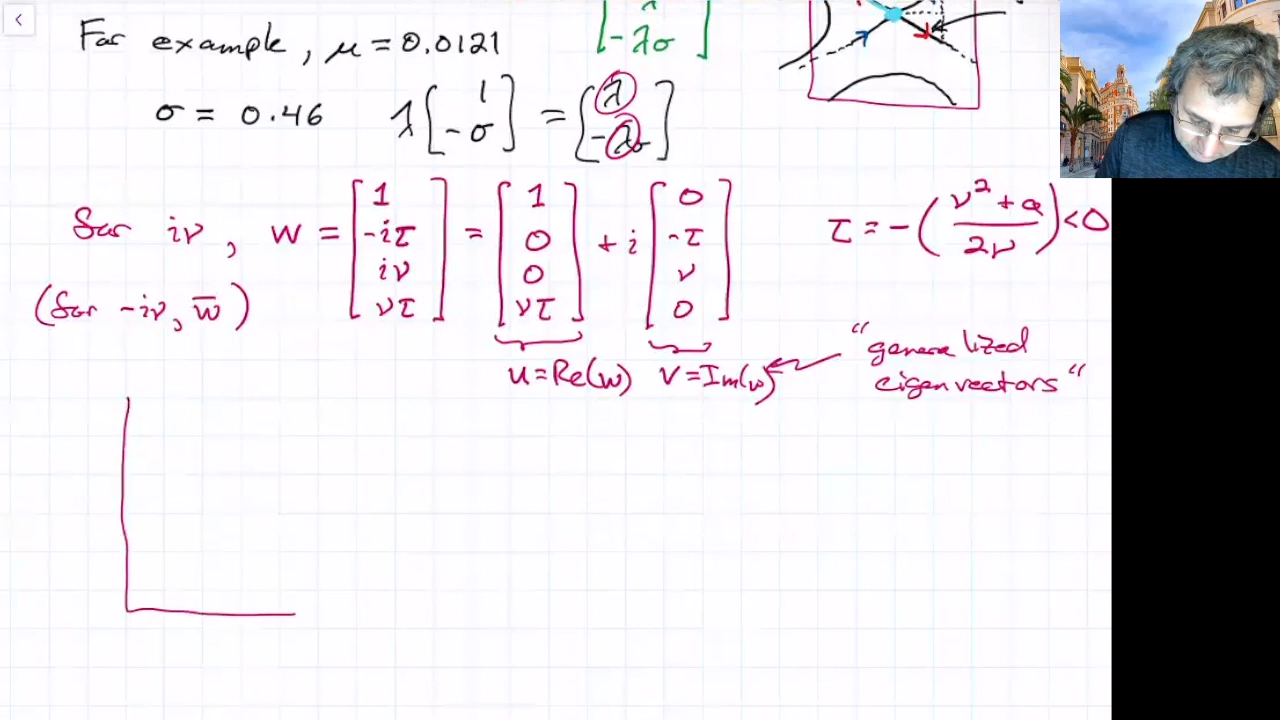 For example, μ = 0.0121
[ λ -λσ ]
σ = 0.46 λ [ 1 -σ ] = [ λ -λσ ]
for iν, w = [ 1 -iτ iν ντ ] = [ 1 0 0 ντ ] + i [ 0 -τ ν 0 ] τ = -( (ν² + a) / 2ν ) < 0
(for -iν, w̄ )
u = Re(w) v = Im(w)
"generalized
eigenvectors"